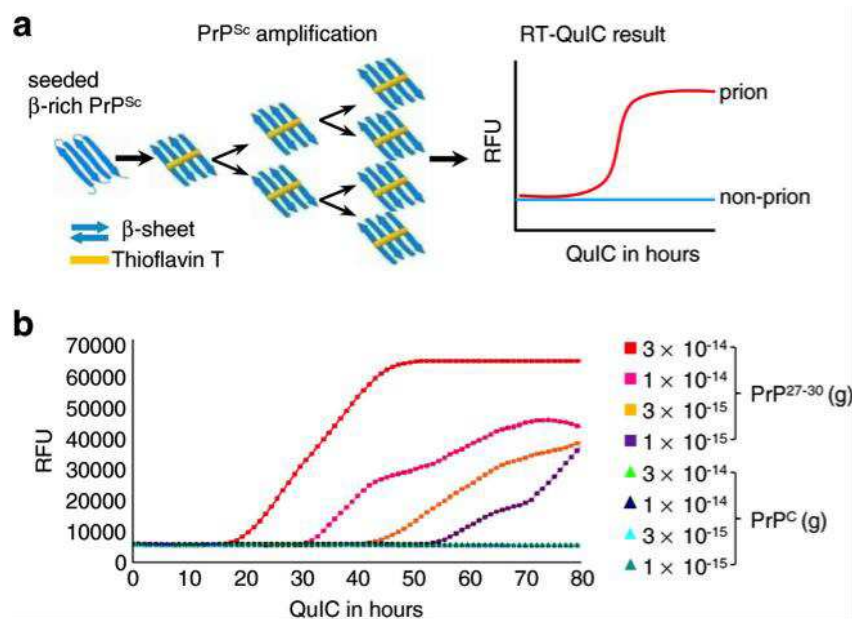 a
PrP^Sc amplification
RT-QuIC result
seeded
β-rich PrP^Sc
β-sheet
Thioflavin T
RFU
prion
non-prion
QuIC in hours
b
RFU
70000
60000
50000
40000
30000
20000
10000
0
0 10 20 30 40 50 60 70 80
QuIC in hours
3 × 10^-14
1 × 10^-14
3 × 10^-15
1 × 10^-15
PrP^27-30 (g)
3 × 10^-14
1 × 10^-14
3 × 10^-15
1 × 10^-15
PrP^C (g)